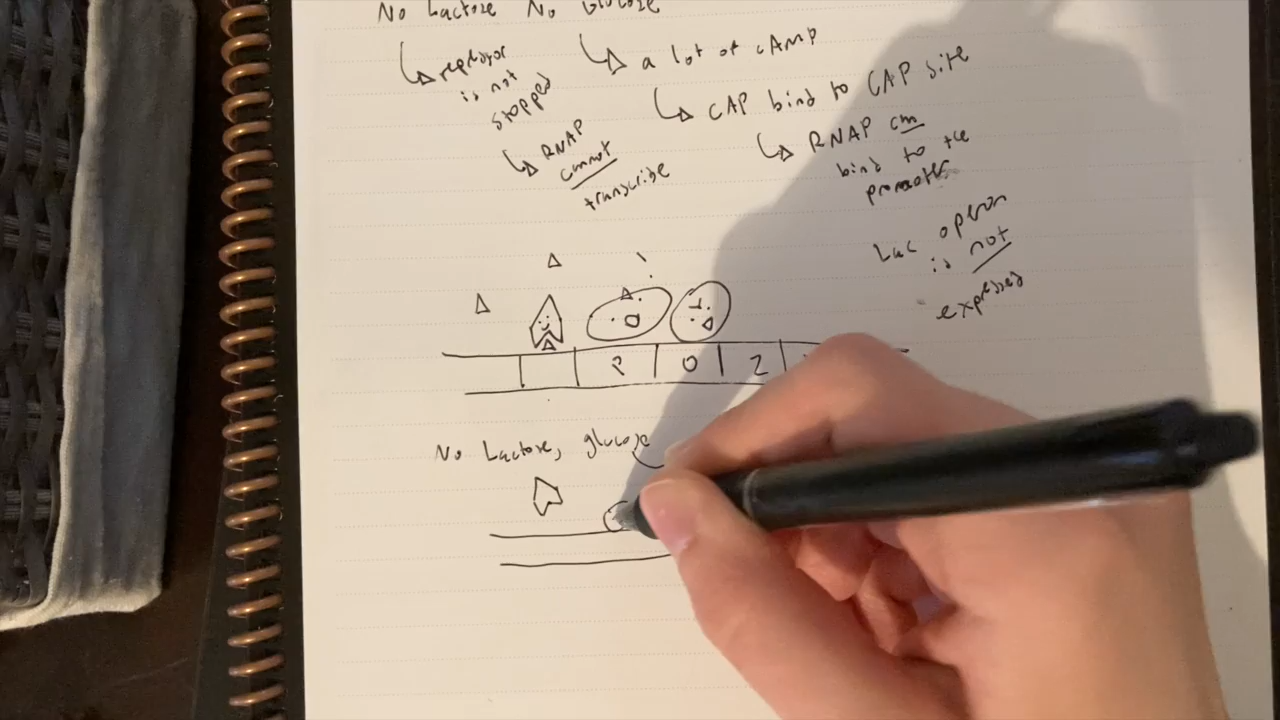 No Lactose No Glucose
↳ repressor
is not
stopped
↳ RNAP
cannot
transcribe
↳ a lot of cAMP
↳ CAP bind to CAP site
↳ RNAP can
bind to the
promoter
Lac operon
is not
expressed
O Z
No Lactose, glucose